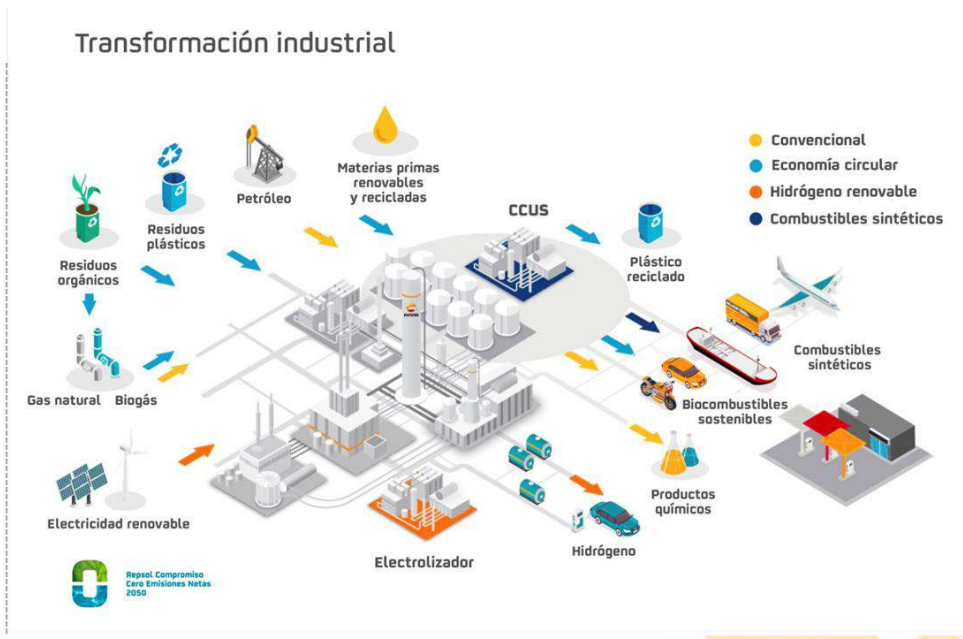 Transformación industrial
Materias primas
renovables
y recicladas
Petróleo
Residuos
plásticos
Residuos
orgánicos
Convencional
Economía circular
Hidrógeno renovable
Combustibles sintéticos
CCUS
Plástico
reciclado
Combustibles
sintéticos
Biocombustibles
sostenibles
Gas natural
Biogás
Productos
químicos
Electricidad renovable
Hidrógeno
Electrolizador
Repsol Compromiso
Cero Emisiones Netas
2050